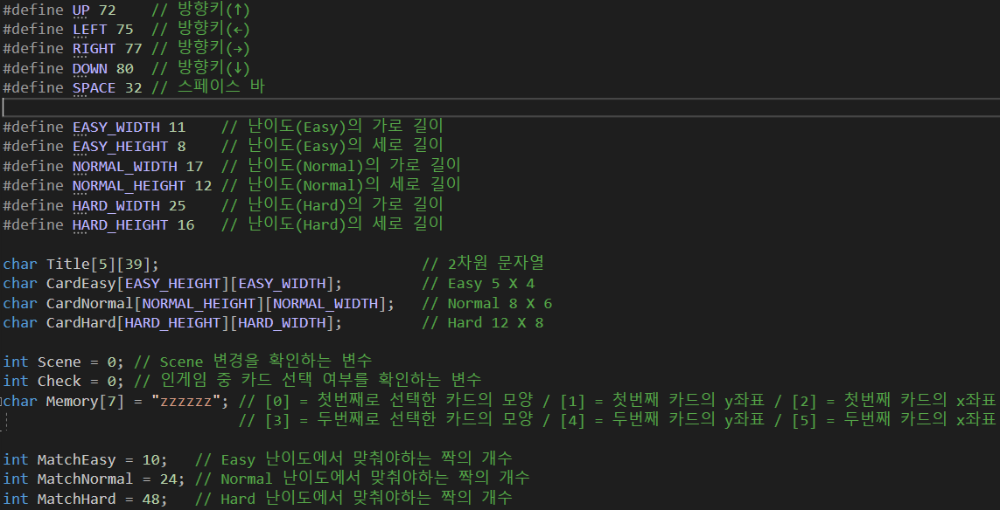 #define UP 72    // 방향키(↑)
#define LEFT 75  // 방향키(←)
#define RIGHT 77 // 방향키(→)
#define DOWN 80  // 방향키(↓)
#define SPACE 32 // 스페이스 바
#define EASY_WIDTH 11    // 난이도(Easy)의 가로 길이
#define EASY_HEIGHT 8    // 난이도(Easy)의 세로 길이
#define NORMAL_WIDTH 17  // 난이도(Normal)의 가로 길이
#define NORMAL_HEIGHT 12 // 난이도(Normal)의 세로 길이
#define HARD_WIDTH 25    // 난이도(Hard)의 가로 길이
#define HARD_HEIGHT 16   // 난이도(Hard)의 세로 길이
char Title[5][39];                              // 2차원 문자열
char CardEasy[EASY_HEIGHT][EASY_WIDTH];         // Easy 5 X 4
char CardNormal[NORMAL_HEIGHT][NORMAL_WIDTH];   // Normal 8 X 6
char CardHard[HARD_HEIGHT][HARD_WIDTH];         // Hard 12 X 8
int Scene = 0; // Scene 변경을 확인하는 변수
int Check = 0; // 인게임 중 카드 선택 여부를 확인하는 변수
char Memory[7] = "zzzzzz"; // [0] = 첫번째로 선택한 카드의 모양 / [1] = 첫번째 카드의 y좌표 / [2] = 첫번째 카드의 x좌표
// [3] = 두번째로 선택한 카드의 모양 / [4] = 두번째 카드의 y좌표 / [5] = 두번째 카드의 x좌표
int MatchEasy = 10;   // Easy 난이도에서 맞춰야하는 짝의 개수
int MatchNormal = 24; // Normal 난이도에서 맞춰야하는 짝의 개수
int MatchHard = 48;   // Hard 난이도에서 맞춰야하는 짝의 개수